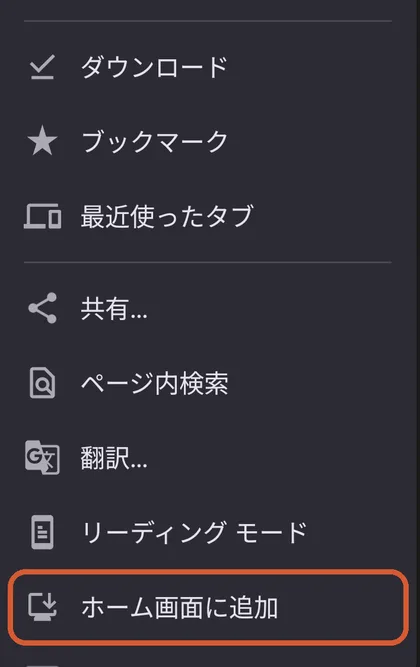 ダウンロード
ブックマーク
最近使ったタブ
共有...
ページ内検索
翻訳...
リーディング モード
ホーム画面に追加